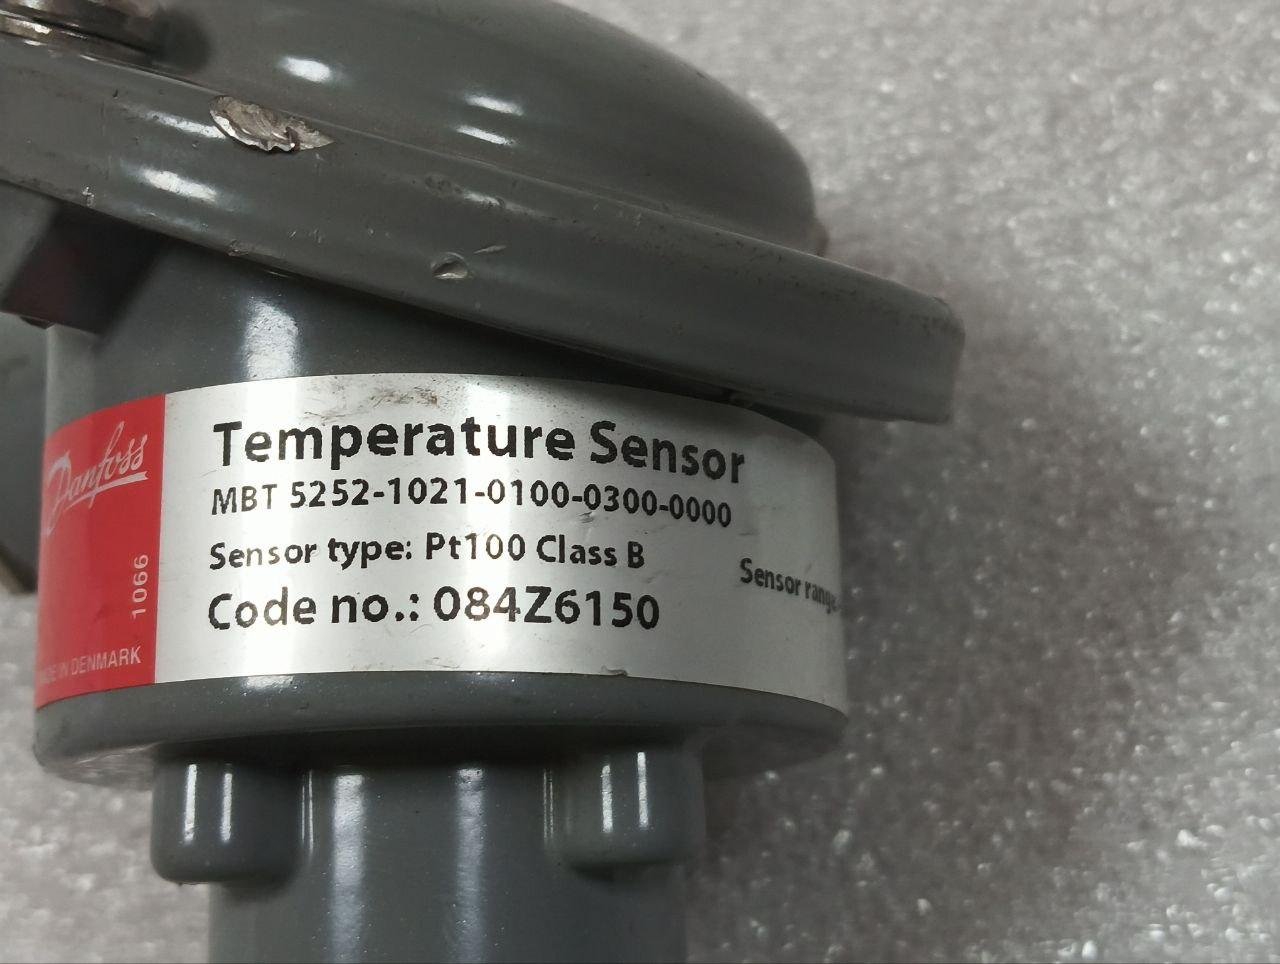 Danfoss
1066
MADE IN DENMARK
Temperature Sensor
MBT 5252-1021-0100-0300-0000
Sensor type: Pt100 Class B
Code no.: 084Z6150
Sensor range